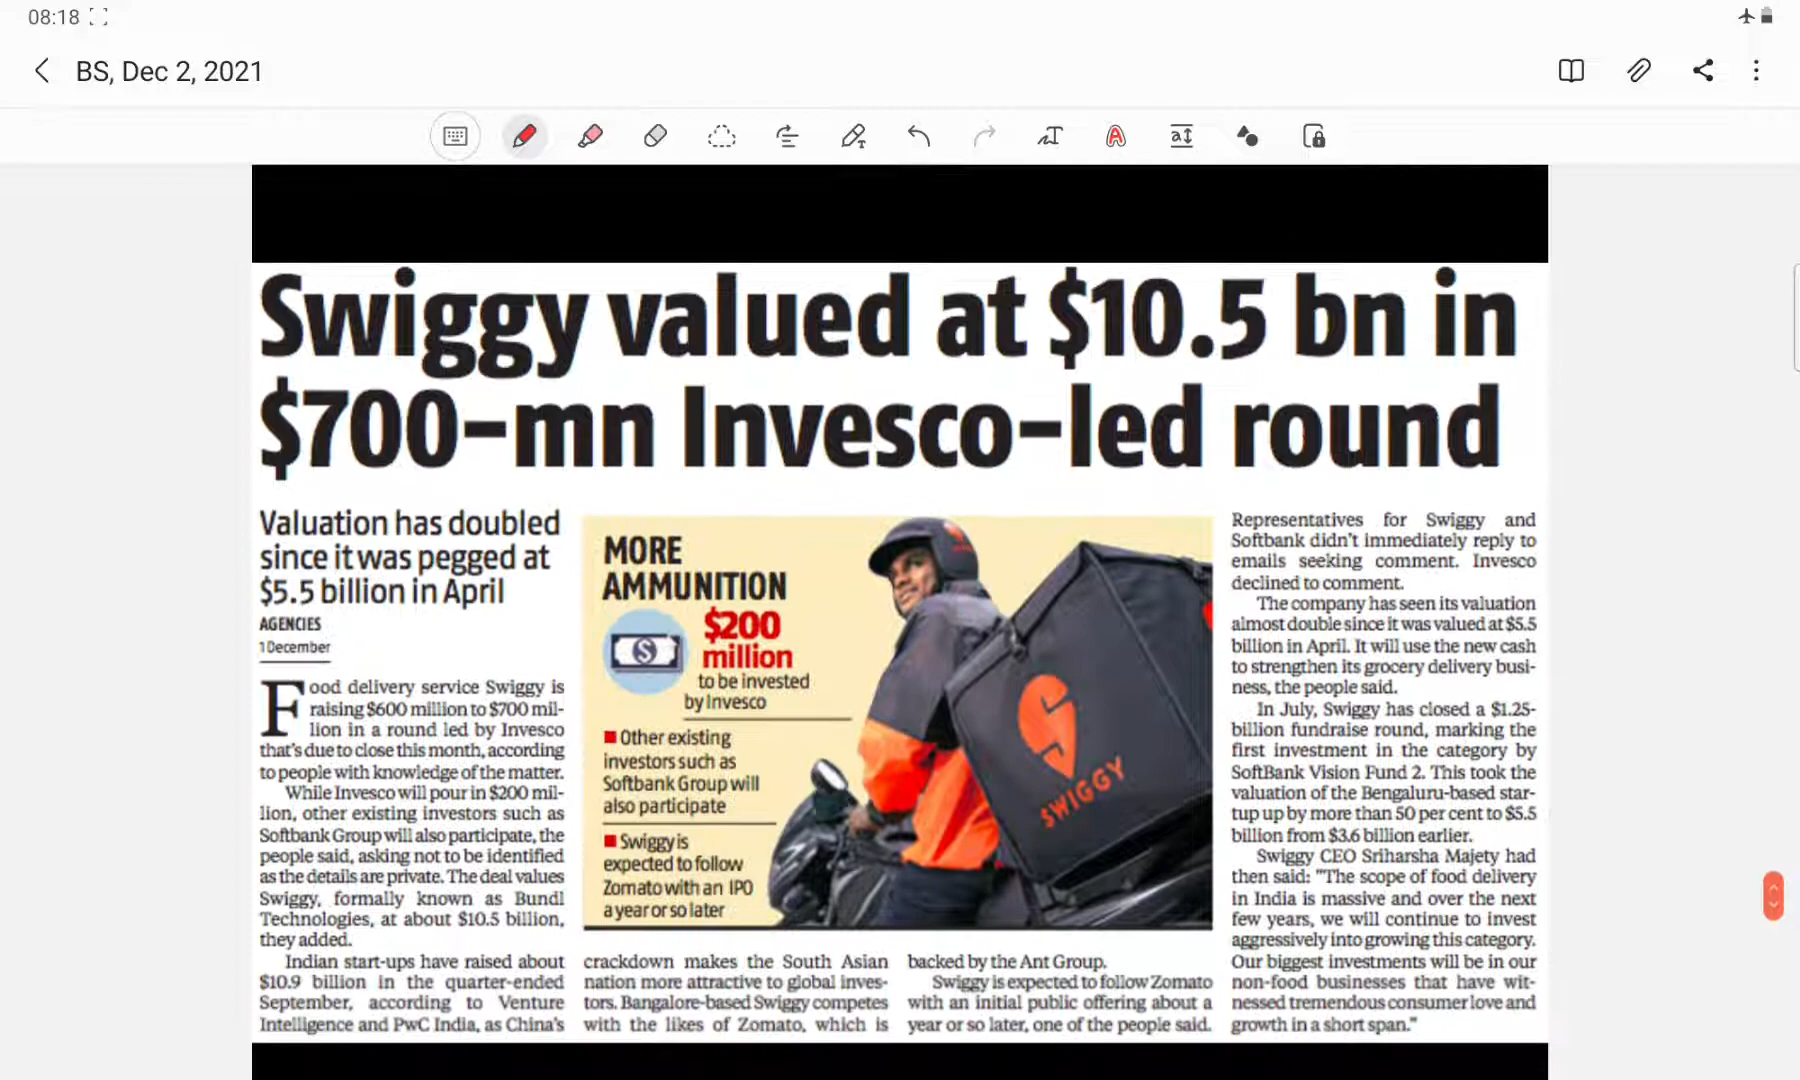 08:18
BS, Dec 2, 2021
Swiggy valued at $10.5 bn in
$700-mn Invesco-led round
Valuation has doubled
since it was pegged at
$5.5 billion in April
AGENCIES
1 December
Food delivery service Swiggy is
raising $600 million to $700 mil-
lion in a round led by Invesco
that's due to close this month, according
to people with knowledge of the matter.
While Invesco will pour in $200 mil-
lion, other existing investors such as
Softbank Group will also participate, the
people said, asking not to be identified
as the details are private. The deal values
Swiggy, formally known as Bundl
Technologies, at about $10.5 billion,
they added.
Indian start-ups have raised about
$10.9 billion in the quarter-ended
September, according to Venture
Intelligence and PwC India, as China's
MORE
AMMUNITION
$200
million
to be invested
by Invesco
Other existing
investors such as
Softbank Group will
also participate
Swiggy is
expected to follow
Zomato with an IPO
a year or so later
SWIGGY
crackdown makes the South Asian
nation more attractive to global inves-
tors. Bangalore-based Swiggy competes
with the likes of Zomato, which is
backed by the Ant Group.
Swiggy is expected to follow Zomato
with an initial public offering about a
year or so later, one of the people said.
Representatives for Swiggy and
Softbank didn't immediately reply to
emails seeking comment. Invesco
declined to comment.
The company has seen its valuation
almost double since it was valued at $5.5
billion in April. It will use the new cash
to strengthen its grocery delivery busi-
ness, the people said.
In July, Swiggy has closed a $1.25-
billion fundraise round, marking the
first investment in the category by
SoftBank Vision Fund 2. This took the
valuation of the Bengaluru-based star-
tup up by more than 50 per cent to $5.5
billion from $3.6 billion earlier.
Swiggy CEO Sriharsha Majety had
then said: "The scope of food delivery
in India is massive and over the next
few years, we will continue to invest
aggressively into growing this category.
Our biggest investments will be in our
non-food businesses that have wit-
nessed tremendous consumer love and
growth in a short span."